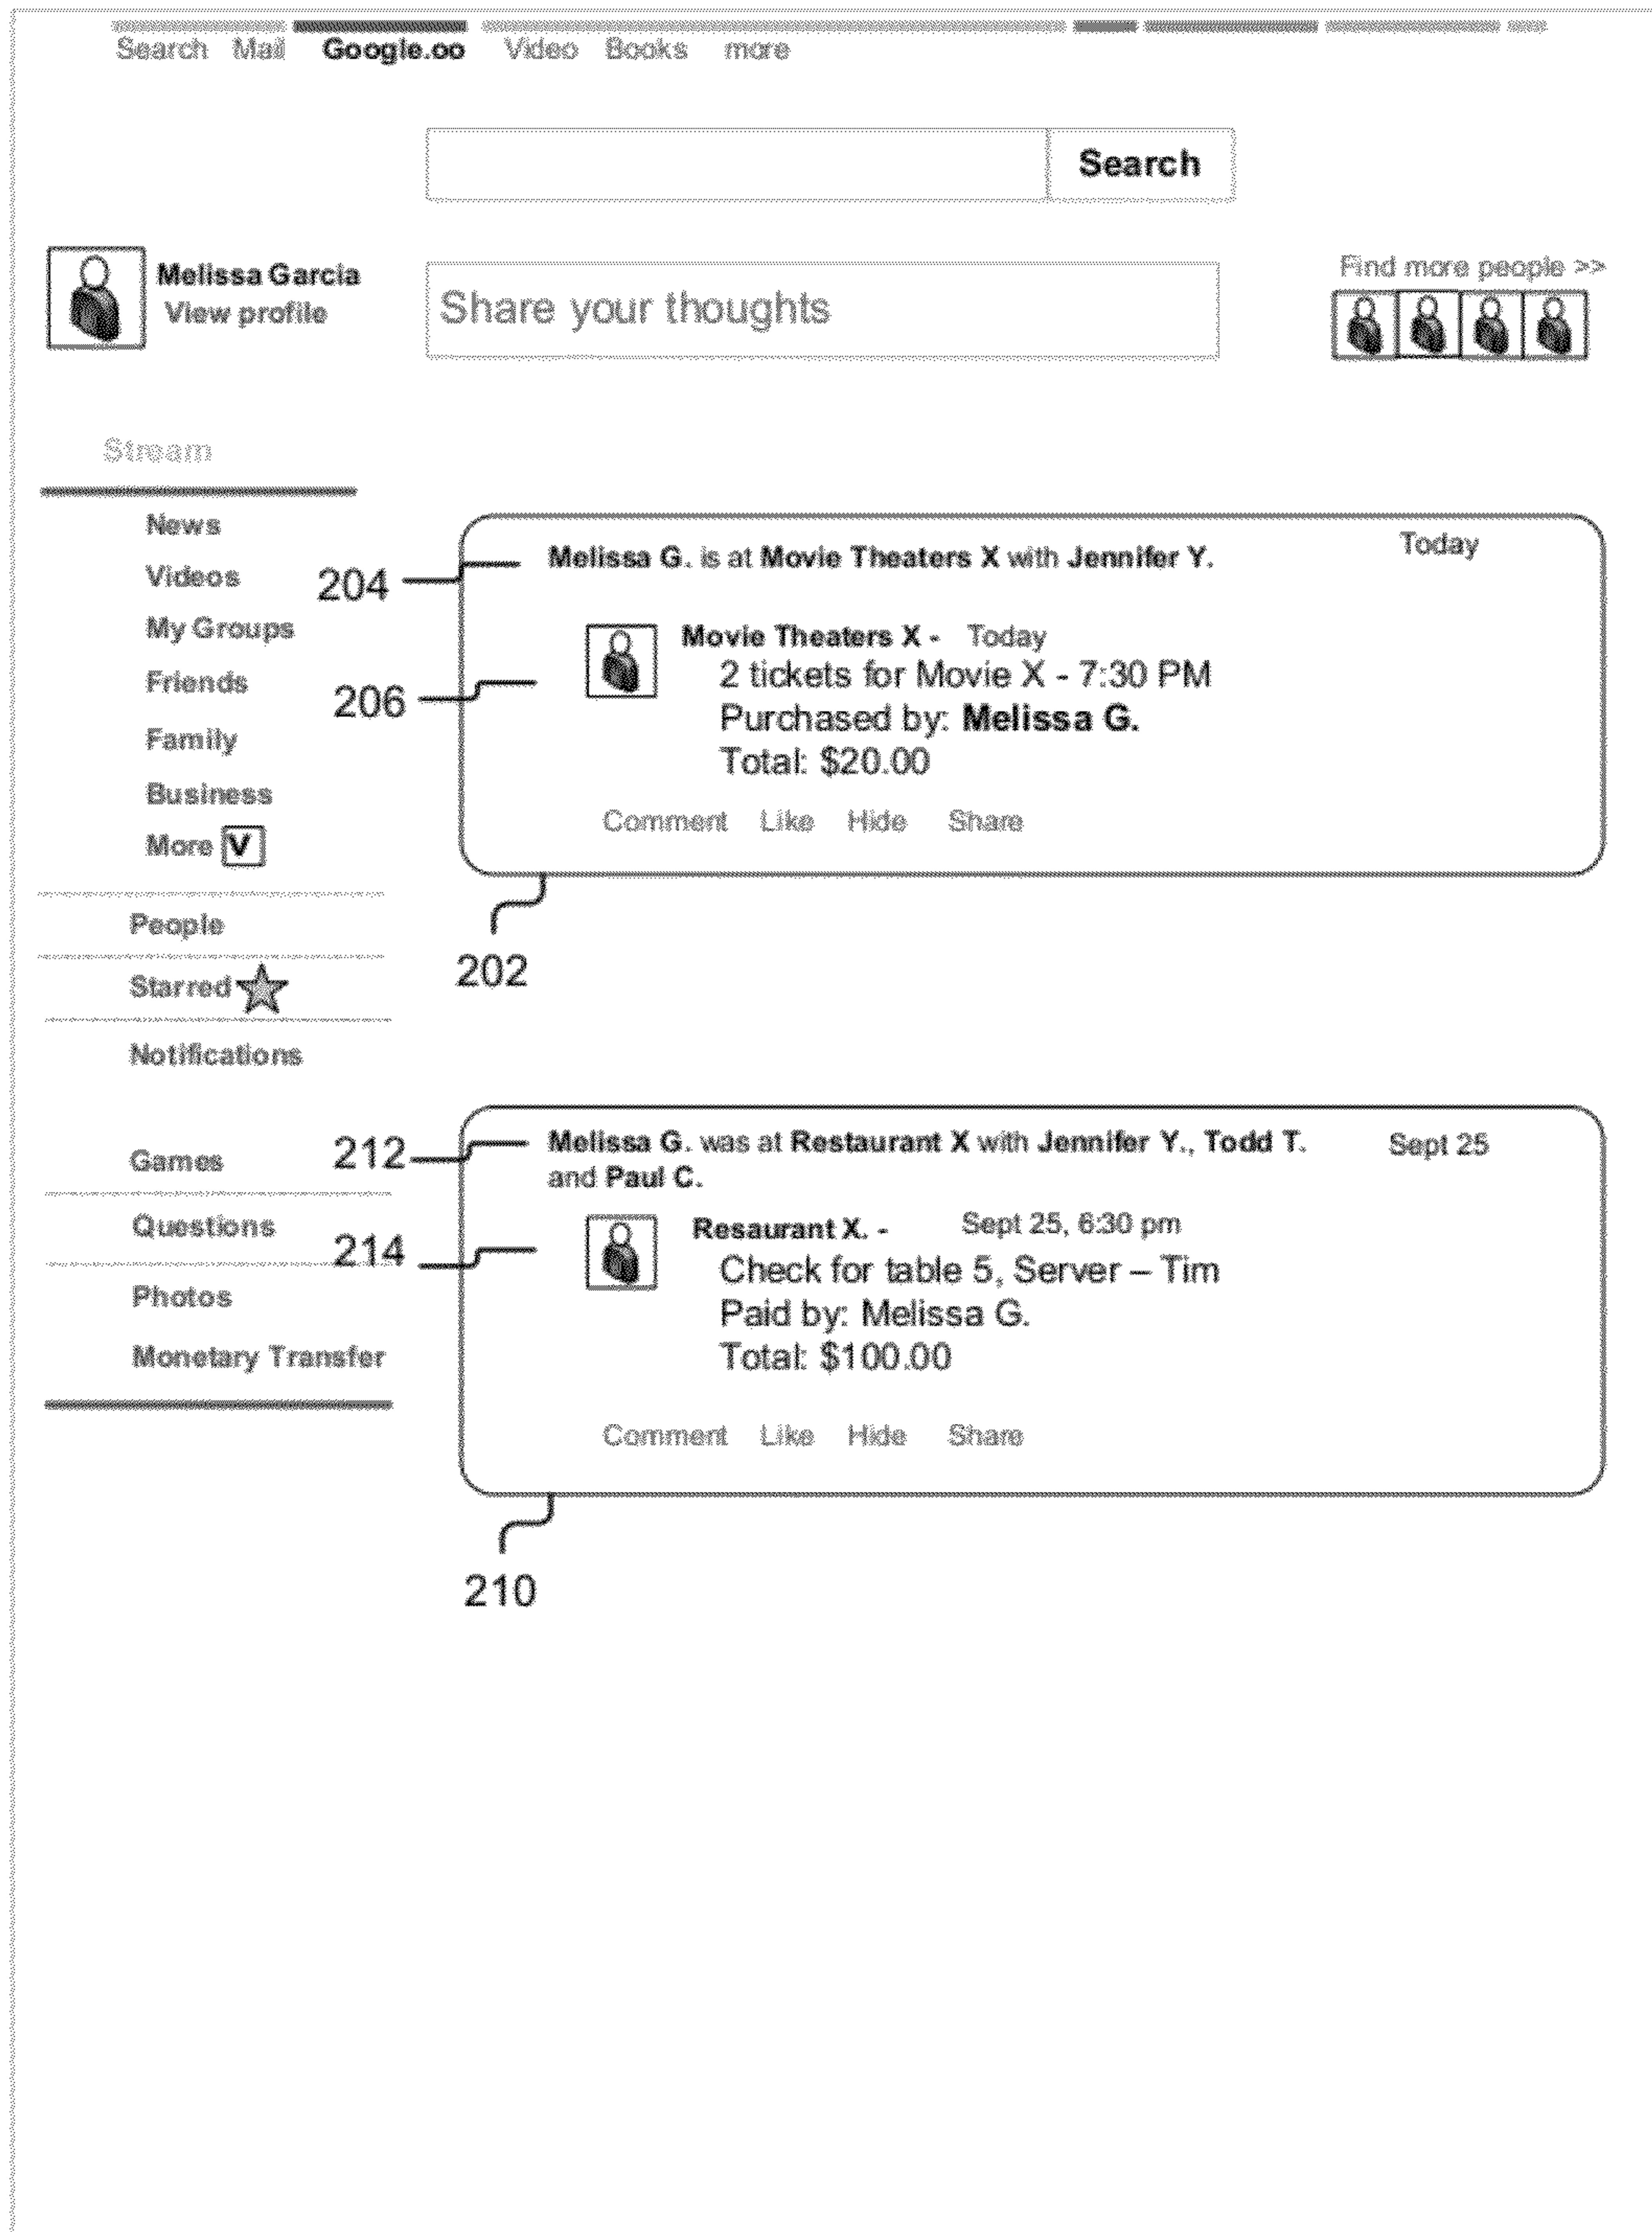 Search Mail Google.oo Video Books more
Search
Melissa Garcia
View profile
Share your thoughts
Find more people >>
Stream
News
Videos
My Groups
Friends
Family
Business
More V
People
Starred
Notifications
Games
Questions
Photos
Monetary Transfer
204
Melissa G. is at Movie Theaters X with Jennifer Y.
Today
206
Movie Theaters X - Today
2 tickets for Movie X - 7:30 PM
Purchased by: Melissa G.
Total: $20.00
Comment Like Hide Share
202
212
Melissa G. was at Restaurant X with Jennifer Y., Todd T.
and Paul C.
Sept 25
214
Resaurant X. - Sept 25, 6:30 pm
Check for table 5, Server – Tim
Paid by: Melissa G.
Total: $100.00
Comment Like Hide Share
210